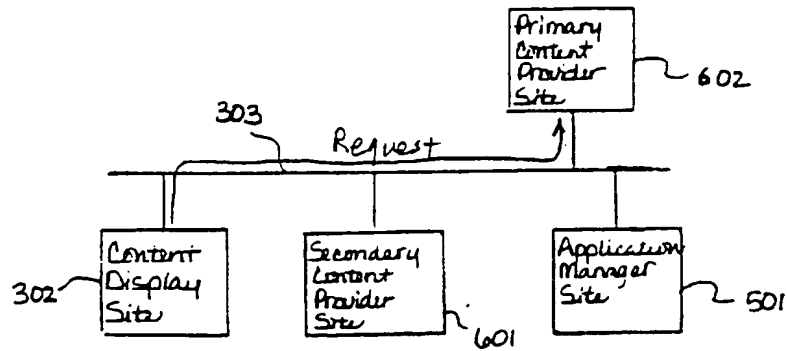 Primary
Content
Provider
Site
602
303
Request
Content
Display
Site
302
Secondary
Content
Provider
Site
601
Application
Manager
Site
501